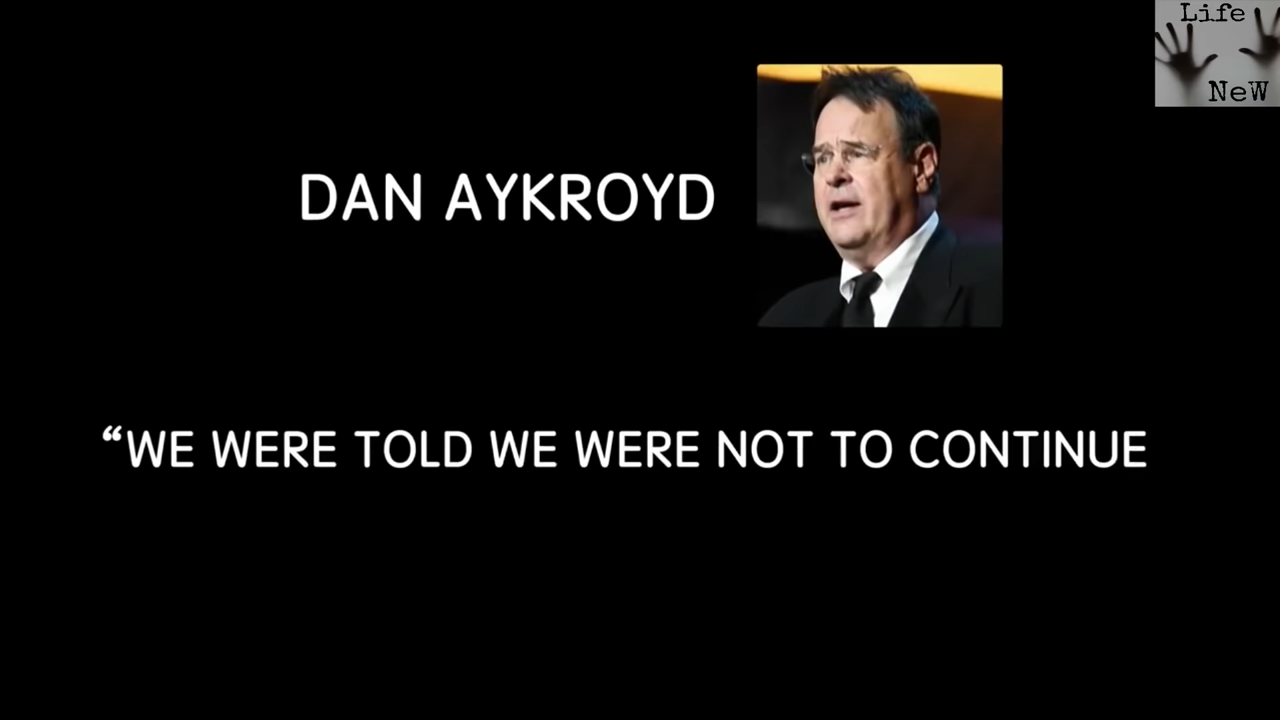 Life
NeW
DAN AYKROYD
“WE WERE TOLD WE WERE NOT TO CONTINUE